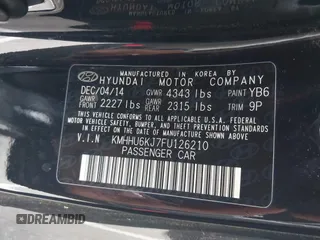 MANUFACTURED IN KOREA BY
HYUNDAI MOTOR COMPANY
DEC/04/14 GVWR 4343 lbs PAINT YB6
GAWR FRONT 2227 lbs GAWR REAR 2315 lbs TRIM 9P
THIS VEHICLE CONFORMS TO ALL APPLICABLE FEDERAL
MOTOR VEHICLE SAFETY, BUMPER, AND THEFT PREVENTION
STANDARDS IN EFFECT ON THE DATE OF MANUFACTURE
SHOWN ABOVE.
V.I.N KMHHU6KJ7FU126210
PASSENGER CAR
DREAMBID